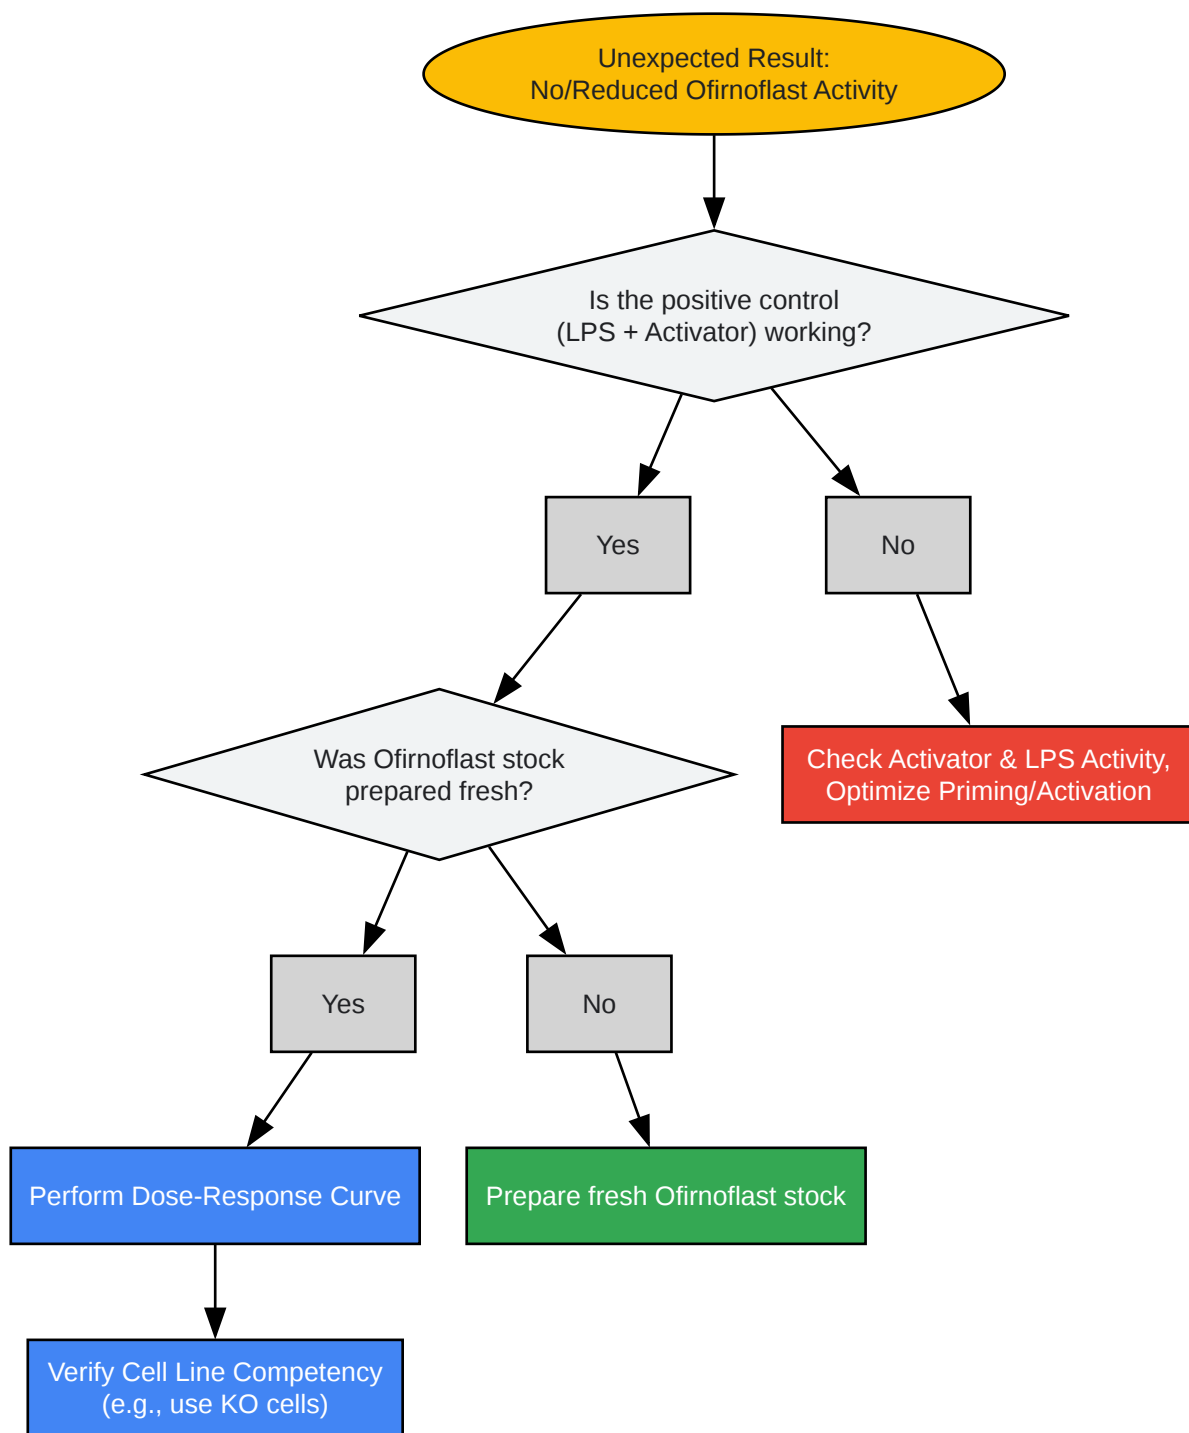 Unexpected Result:
No/Reduced Ofirnoflast Activity
Is the positive control
(LPS + Activator) working?
Yes
No
Was Ofirnoflast stock
prepared fresh?
Check Activator & LPS Activity,
Optimize Priming/Activation
Yes
No
Perform Dose-Response Curve
Prepare fresh Ofirnoflast stock
Verify Cell Line Competency
(e.g., use KO cells)